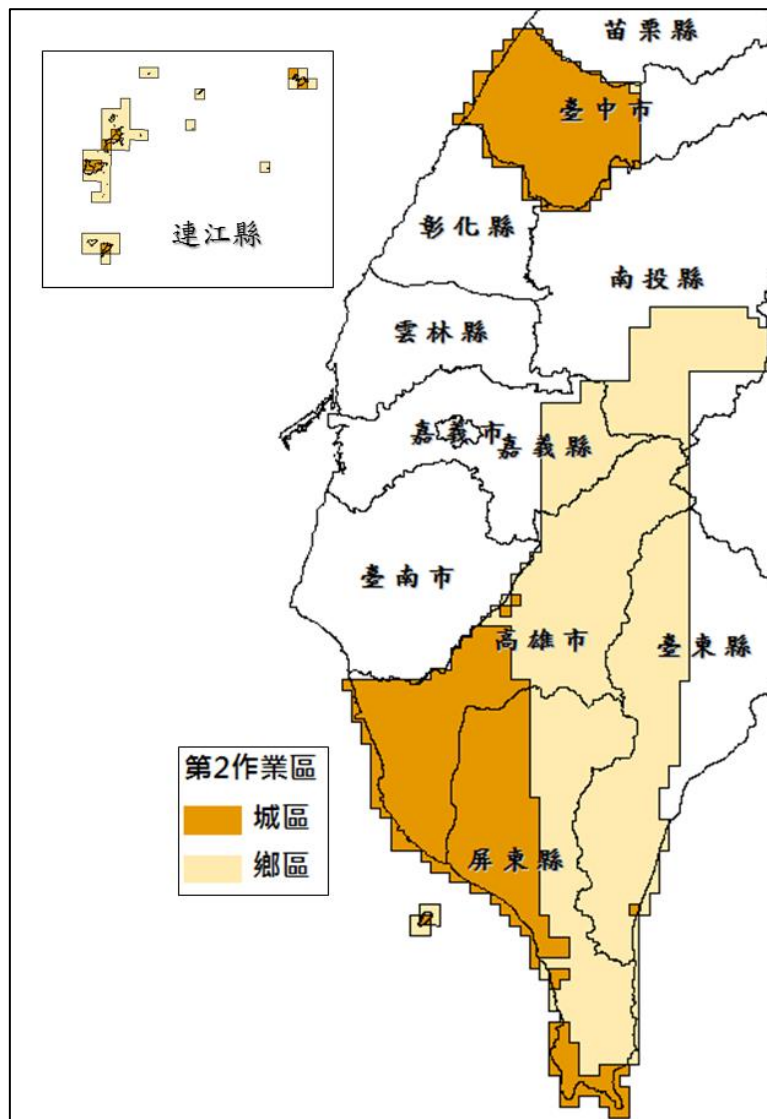 苗栗縣
臺中市
連江縣
彰化縣
南投縣
雲林縣
嘉義市
嘉義縣
臺南市
高雄市
臺東縣
第2作業區
城區
鄉區
屏東縣